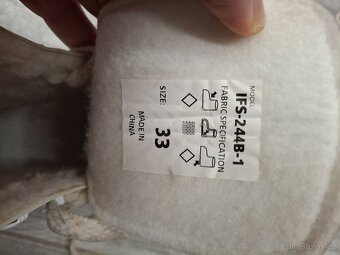 MODEL:
IFS-244B-1
FABRIC SPECIFICATION
SIZE:
33
MADE IN
CHINA